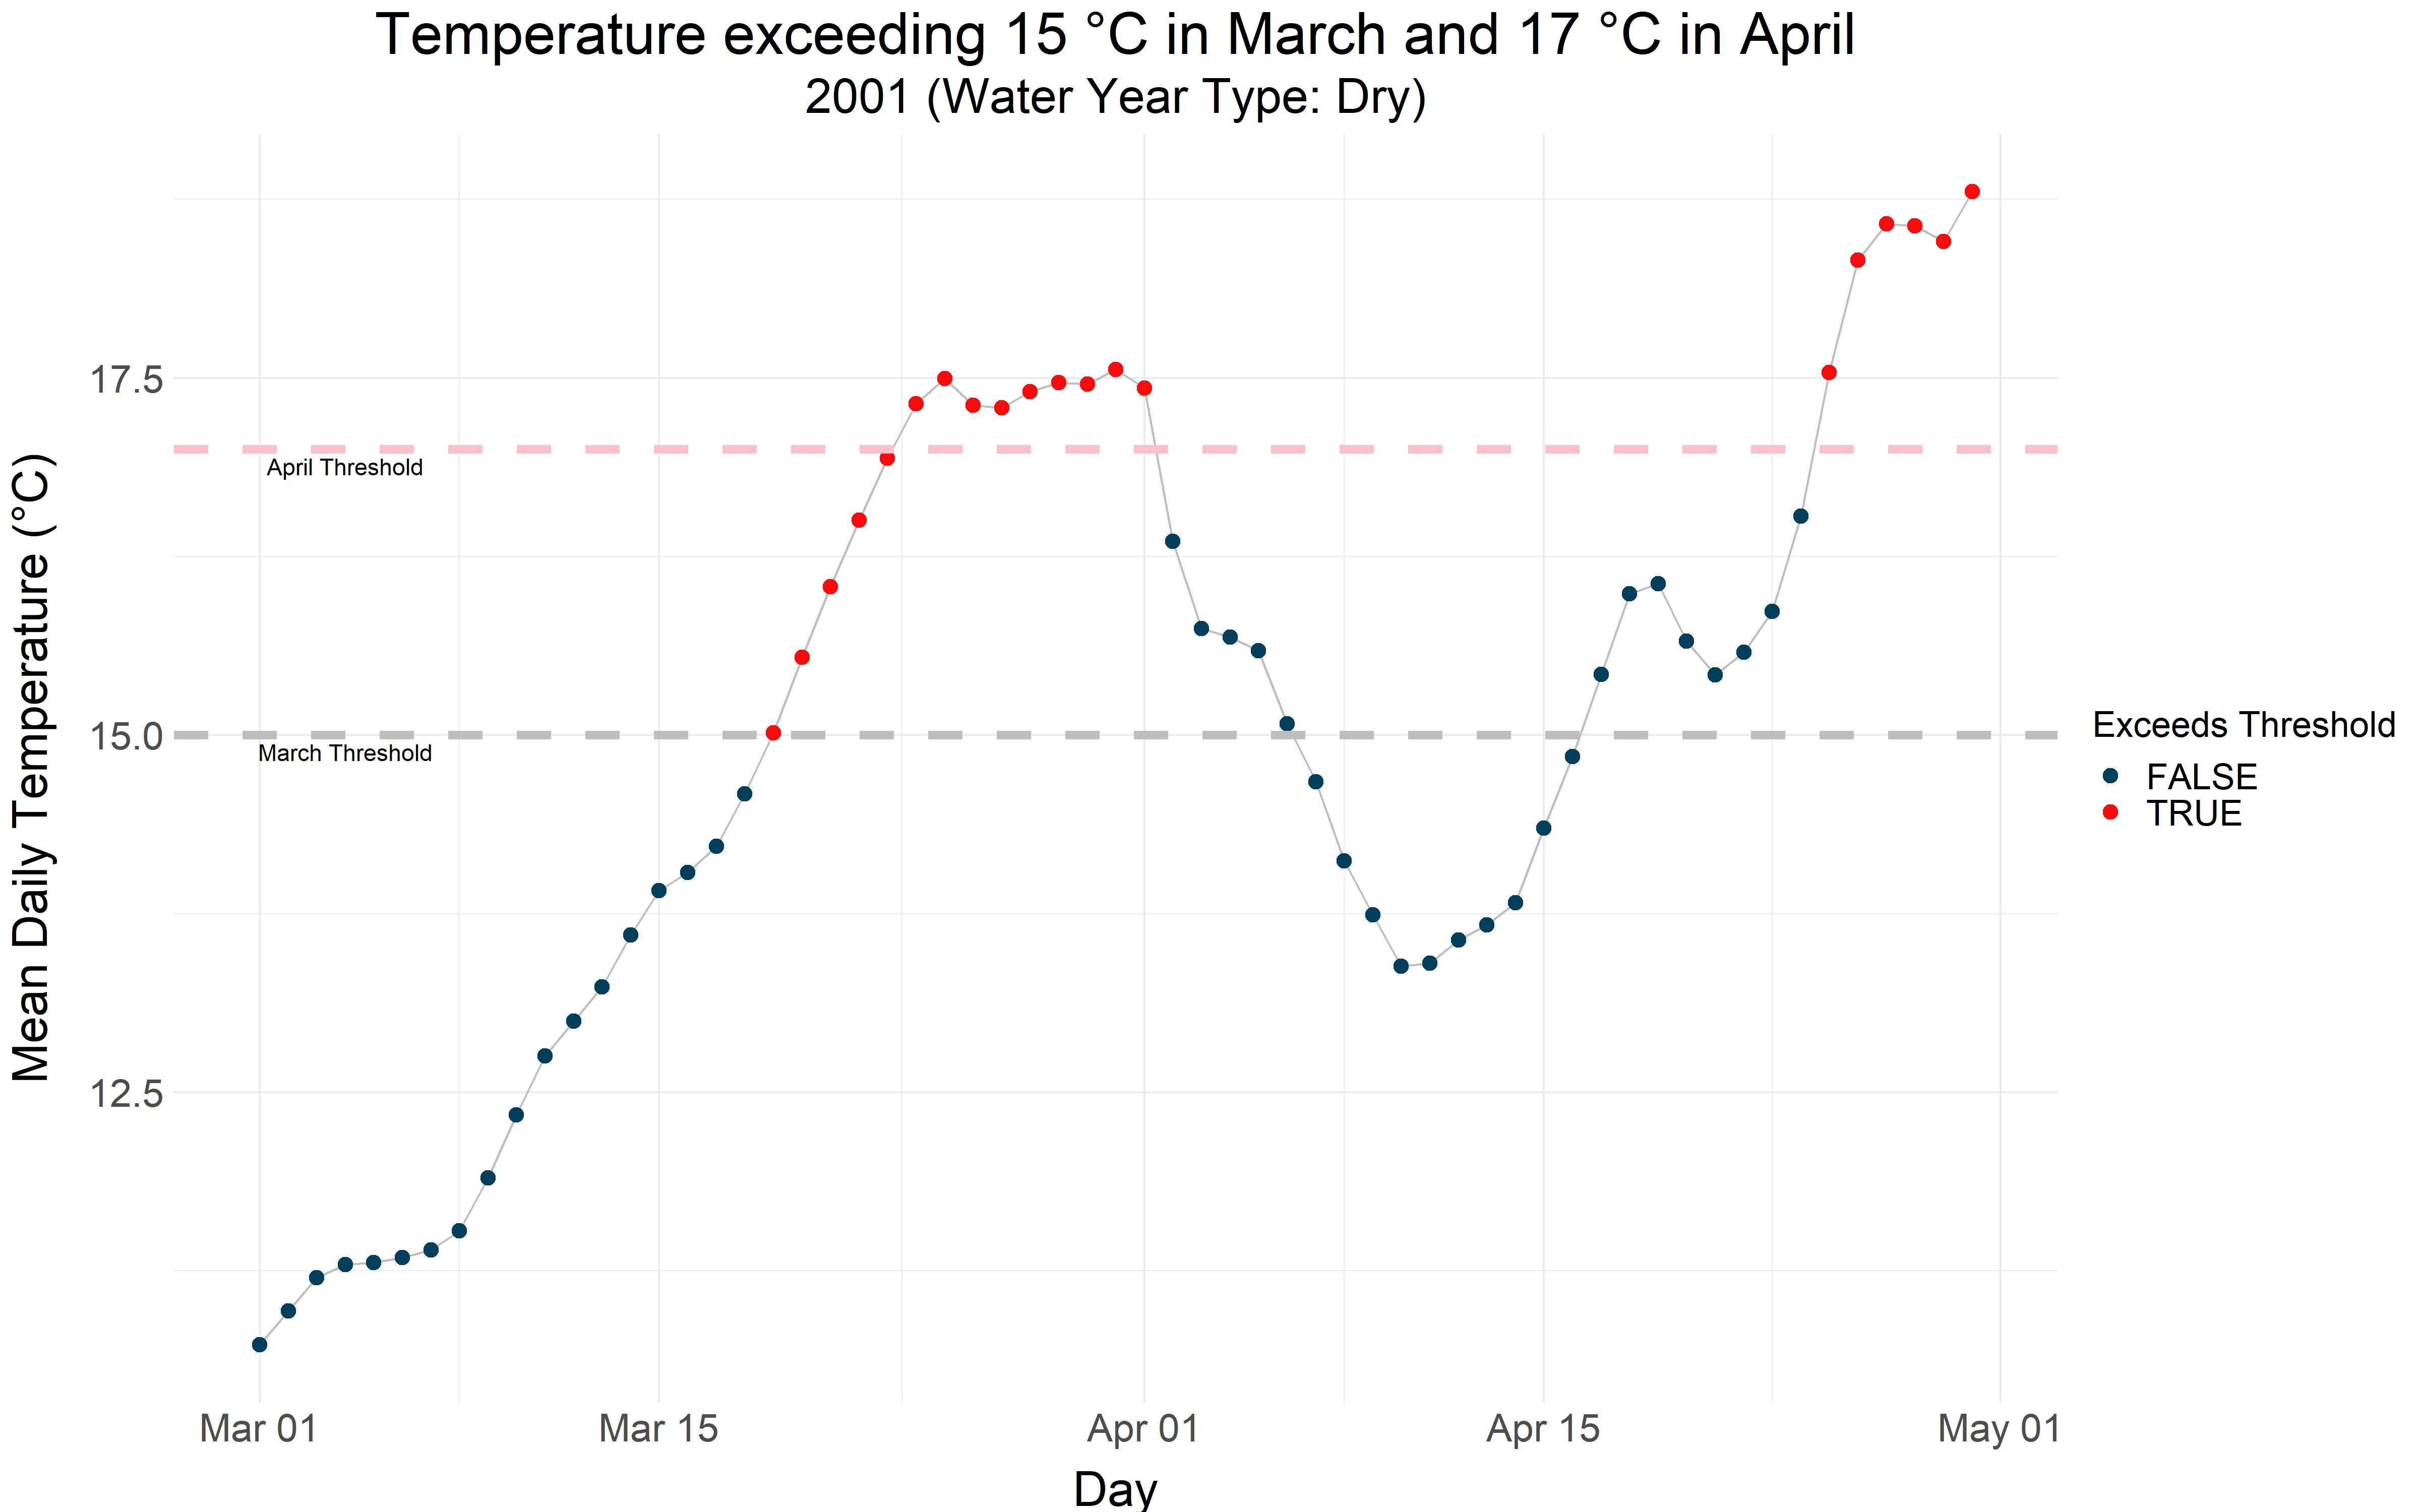 Temperature exceeding 15 °C in March and 17 °C in April
2001 (Water Year Type: Dry)
Mean Daily Temperature (°C)
17.5
15.0
12.5
April Threshold
March Threshold
Exceeds Threshold
FALSE
TRUE
Mar 01
Mar 15
Apr 01
Apr 15
May 01
Day